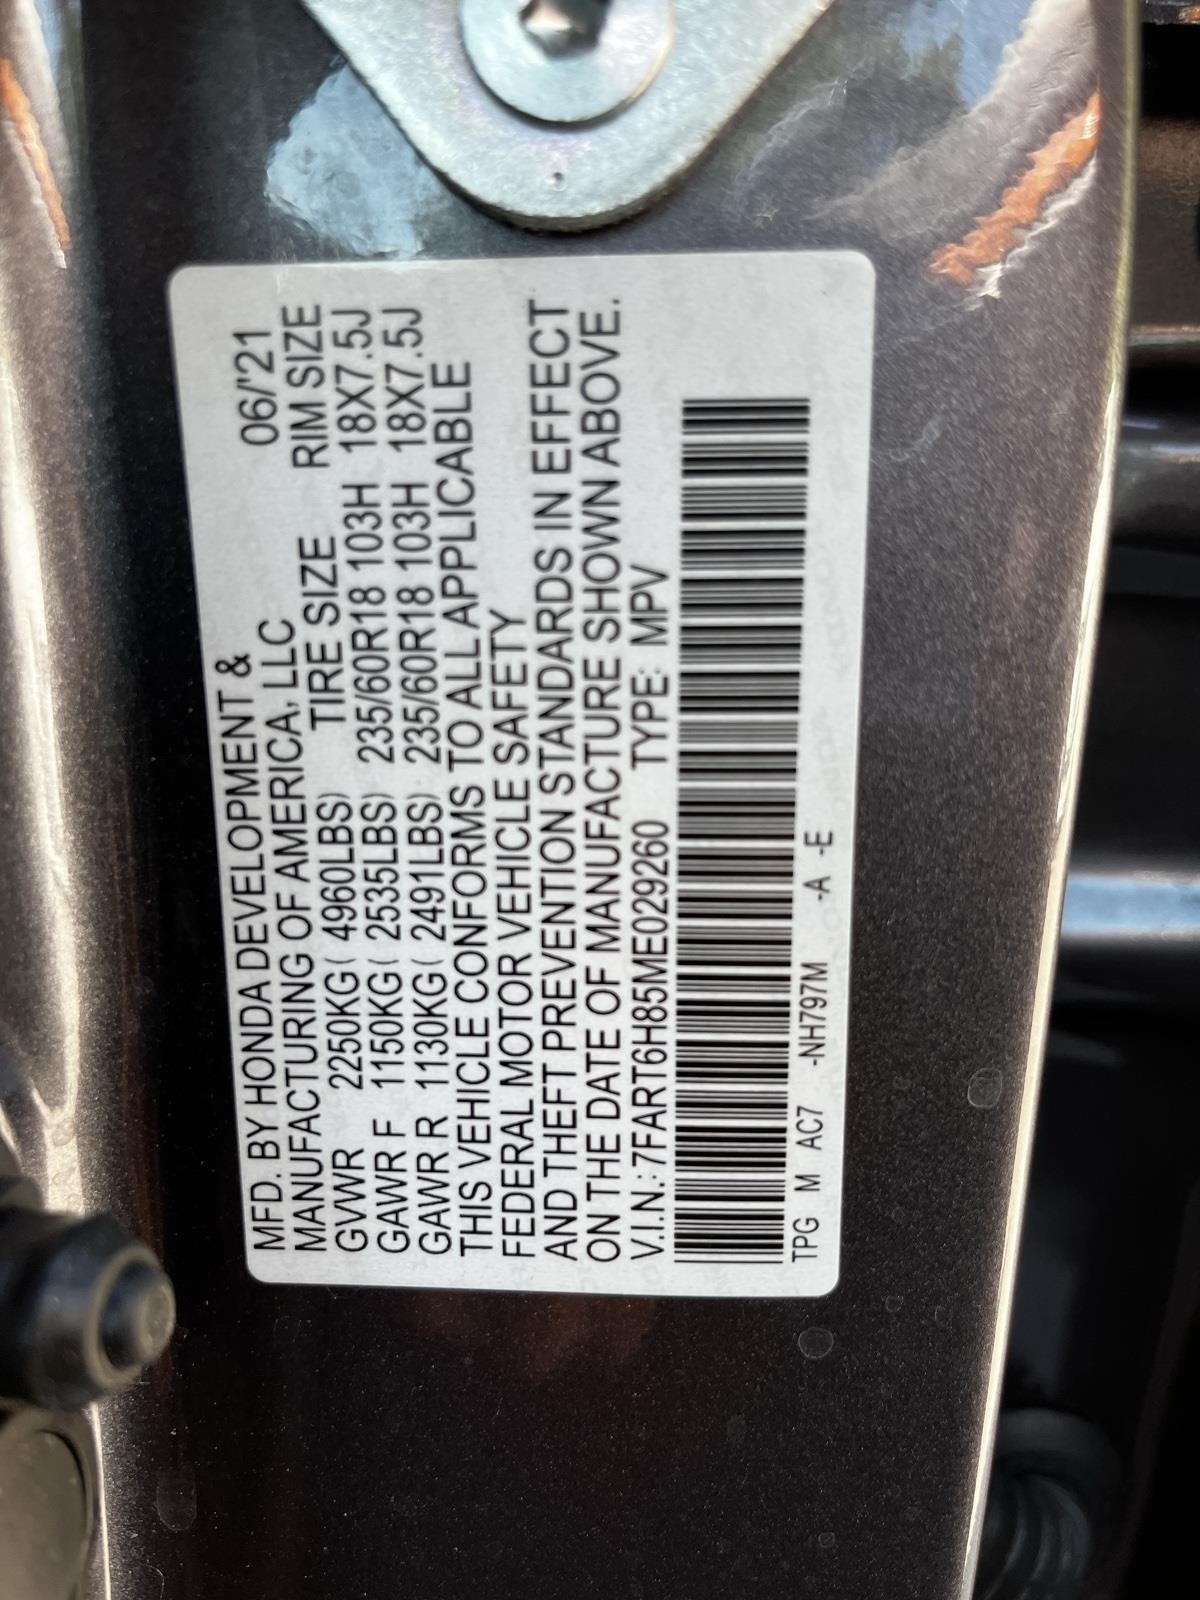 MFD. BY HONDA DEVELOPMENT &
MANUFACTURING OF AMERICA, LLC 06/'21
GVWR 2250KG( 4960LBS) TIRE SIZE RIM SIZE
GAWR F 1150KG( 2535LBS) 235/60R18 103H 18X7.5J
GAWR R 1130KG( 2491LBS) 235/60R18 103H 18X7.5J
THIS VEHICLE CONFORMS TO ALL APPLICABLE
FEDERAL MOTOR VEHICLE SAFETY
AND THEFT PREVENTION STANDARDS IN EFFECT
ON THE DATE OF MANUFACTURE SHOWN ABOVE.
V.I.N.: 7FART6H85ME029260 TYPE: MPV
TPG M AC7 -NH797M -A -E